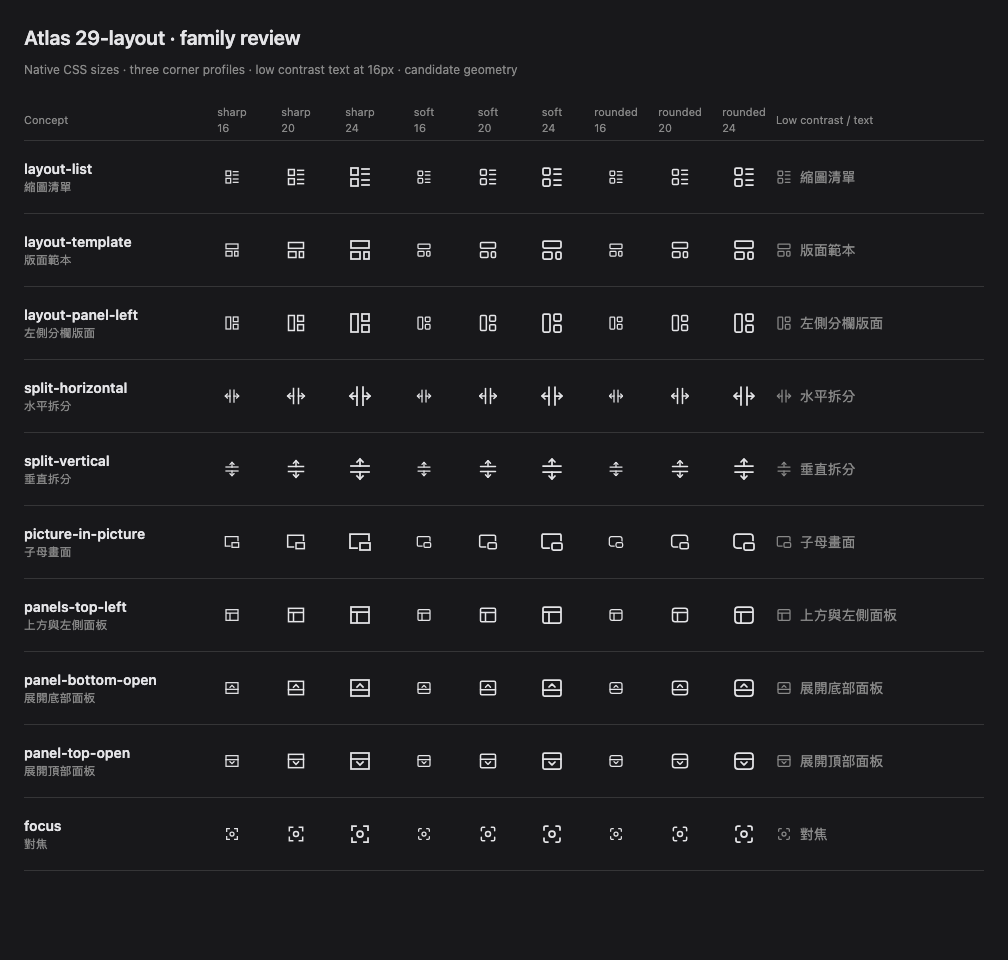 Atlas 29-layout · family review
Native CSS sizes · three corner profiles · low contrast text at 16px · candidate geometry
Concept sharp 16 sharp 20 sharp 24 soft 16 soft 20 soft 24 rounded 16 rounded 20 rounded 24 Low contrast / text
layout-list
縮圖清單
縮圖清單
layout-template
版面範本
版面範本
layout-panel-left
左側分欄版面
左側分欄版面
split-horizontal
水平拆分
水平拆分
split-vertical
垂直拆分
垂直拆分
picture-in-picture
子母畫面
子母畫面
panels-top-left
上方與左側面板
上方與左側面板
panel-bottom-open
展開底部面板
展開底部面板
panel-top-open
展開頂部面板
展開頂部面板
focus
對焦
對焦